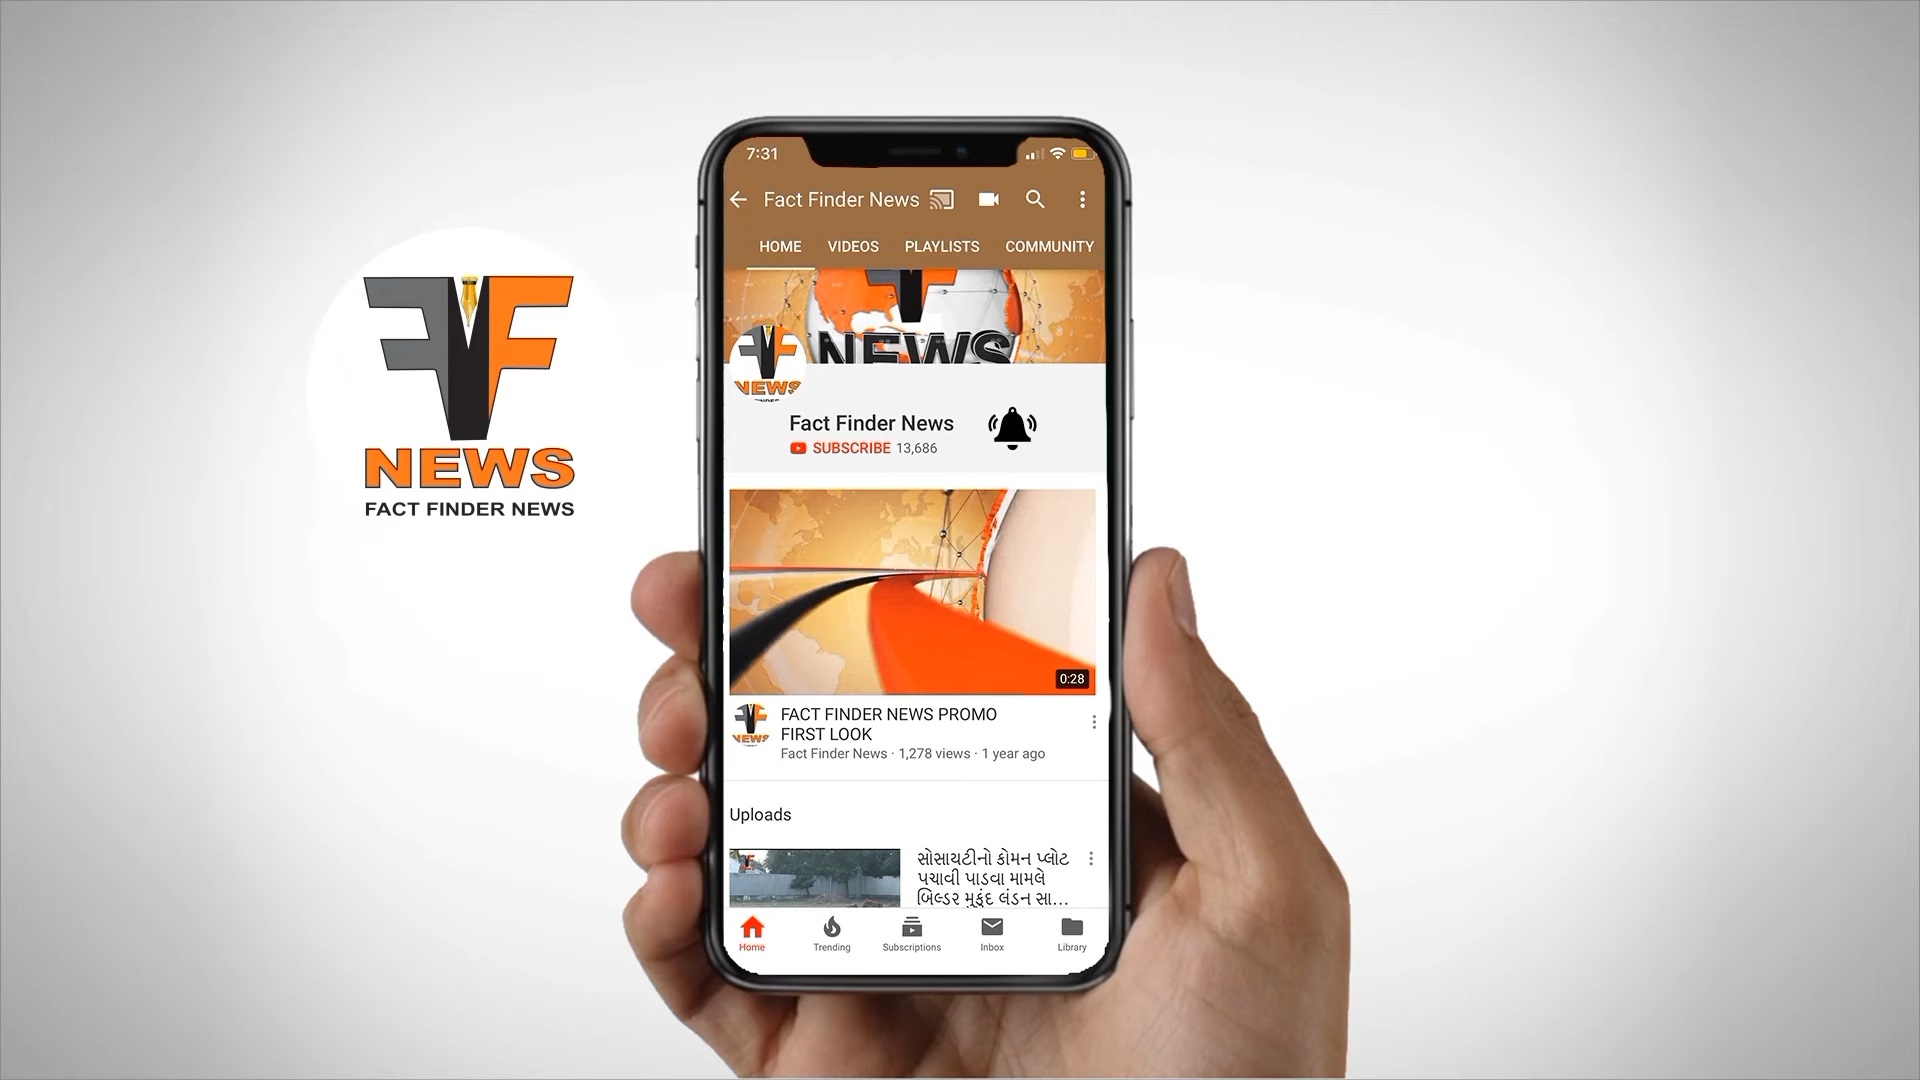 FF
NEWS
FACT FINDER NEWS
7:31
Fact Finder News
HOME VIDEOS PLAYLISTS COMMUNITY
NEWS
NEWS
Fact Finder News
SUBSCRIBE 13,686
0:28
FACT FINDER NEWS PROMO
FIRST LOOK
NEWS
Fact Finder News · 1,278 views · 1 year ago
Uploads
સોસાયટીનો કોમન પ્લોટ
પચાવી પાડવા મામલે
બિલ્ડર મુકુંદ લંડન સા...
Home Trending Subscriptions Inbox Library